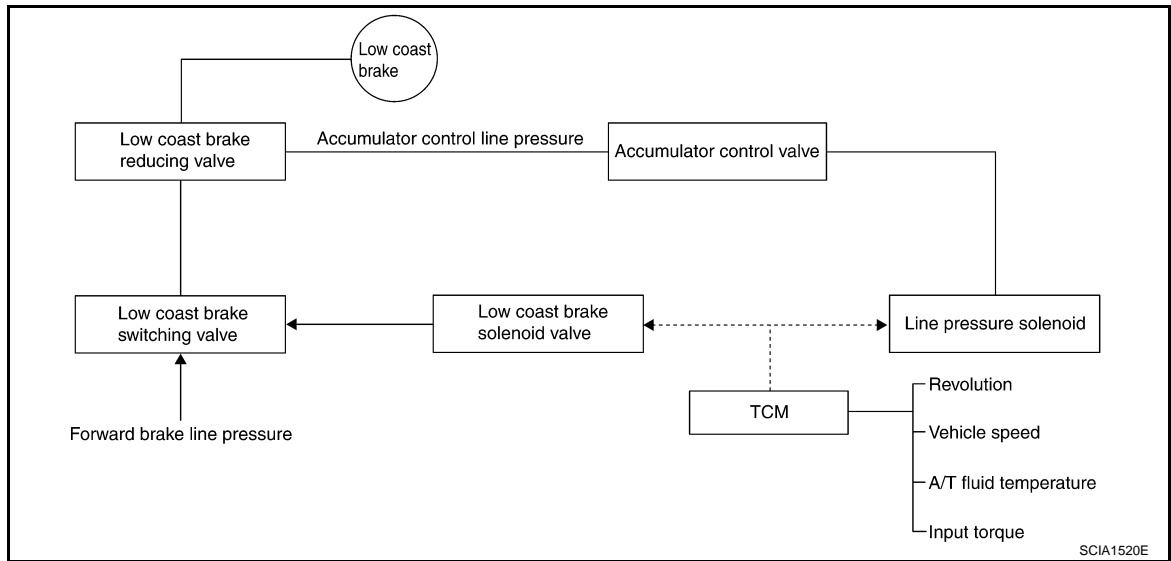 Low coast
brake
Low coast brake
reducing valve
Accumulator control line pressure
Accumulator control valve
Low coast brake
switching valve
Low coast brake
solenoid valve
Line pressure solenoid
TCM
Revolution
Forward brake line pressure
Vehicle speed
A/T fluid temperature
Input torque
SCIA1520E